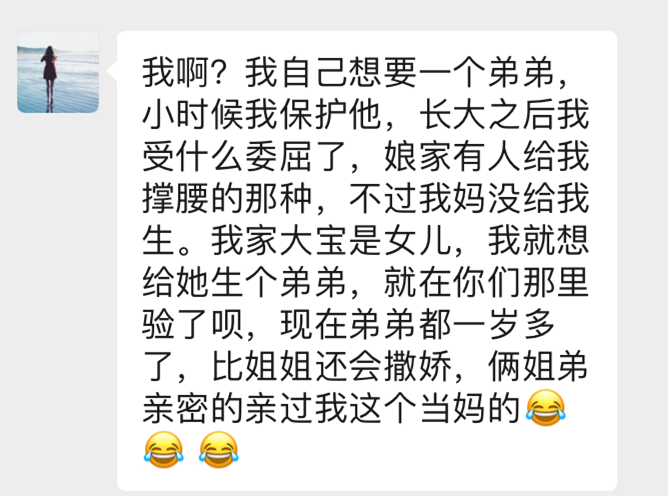 我啊？我自己想要一个弟弟，
小时候我保护他，长大之后我
受什么委屈了，娘家有人给我
撑腰的那种，不过我妈没给我
生。我家大宝是女儿，我就想
给她生个弟弟，就在你们那里
验了呗，现在弟弟都一岁多
了，比姐姐还会撒娇，俩姐弟
亲密的亲过我这个当妈的😂
😂 😂